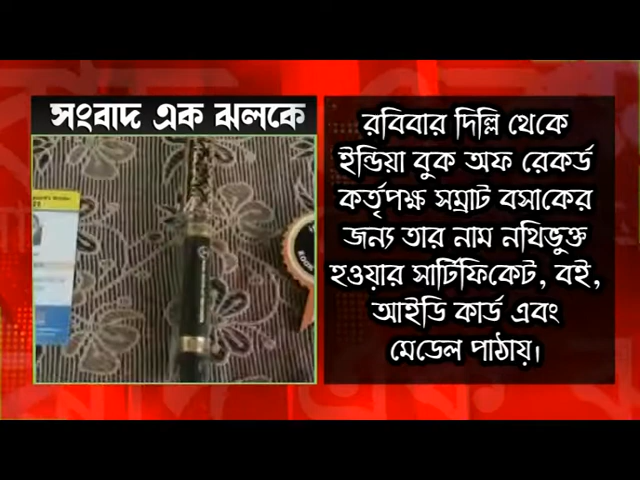 সংবাদ এক ঝলকে
রবিবার দিল্লি থেকে
ইন্ডিয়া বুক অফ রেকর্ড
কর্তৃপক্ষ সম্রাট বসাকের
জন্য তার নাম নথিভুক্ত
হওয়ার সার্টিফিকেট, বই,
আইডি কার্ড এবং
মেডেল পাঠায়।